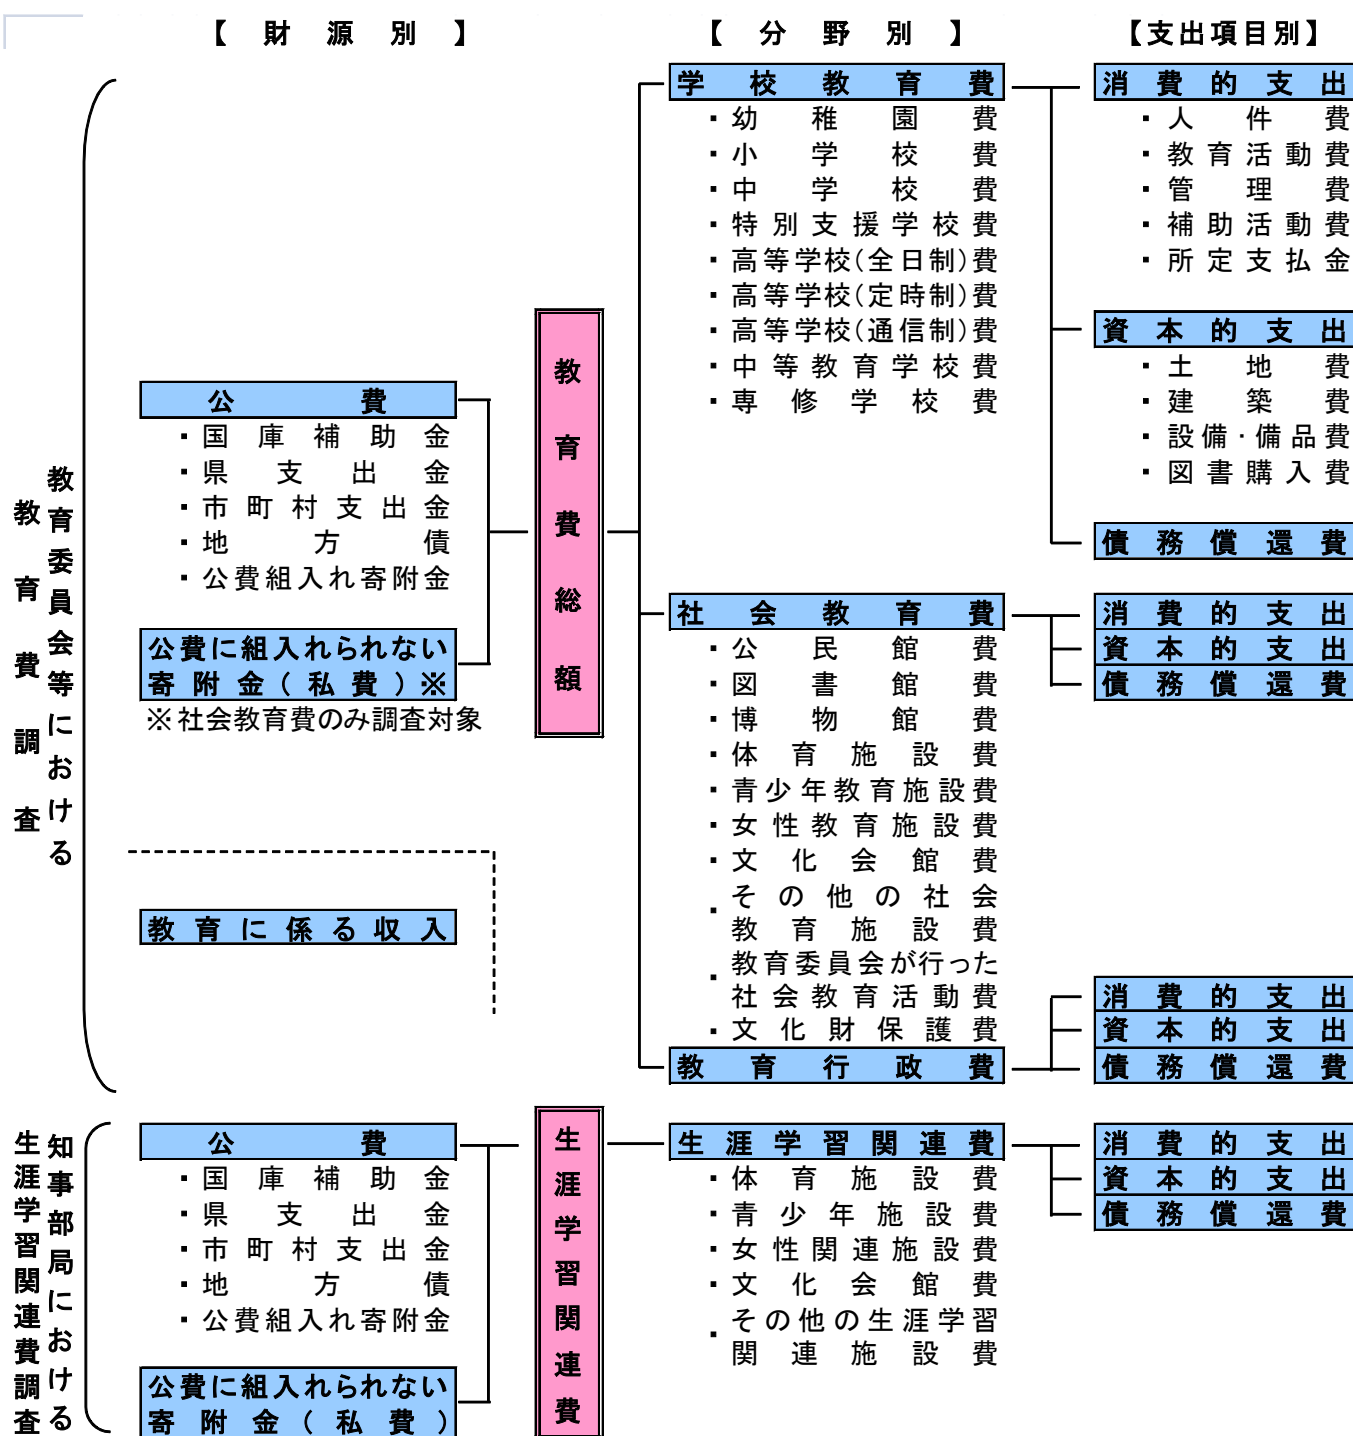 【財源別】
【分野別】
【支出項目別】
教育委員会等における
教育費調査
公費
・国庫補助金
・県支出金
・市町村支出金
・地方債
・公費組入れ寄附金
公費に組入れられない
寄附金(私費)※
※社会教育費のみ調査対象
教育に係る収入
教育費総額
学校教育費
・幼稚園費
・小学校費
・中学校費
・特別支援学校費
・高等学校(全日制)費
・高等学校(定時制)費
・高等学校(通信制)費
・中等教育学校費
・専修学校費
消費的支出
・人件費
・教育活動費
・管理費
・補助活動費
・所定支払金
資本的支出
・土地費
・建築費
・設備・備品費
・図書購入費
債務償還費
社会教育費
・公民館費
・図書館費
・博物館費
・体育施設費
・青少年教育施設費
・女性教育施設費
・文化会館費
・その他の社会
教育施設費
・教育委員会が行った
社会教育活動費
・文化財保護費
消費的支出
資本的支出
債務償還費
教育行政費
消費的支出
資本的支出
債務償還費
知事部局における
生涯学習関連費調査
公費
・国庫補助金
・県支出金
・市町村支出金
・地方債
・公費組入れ寄附金
公費に組入れられない
寄附金(私費)
生涯学習関連費
生涯学習関連費
・体育施設費
・青少年施設費
・女性関連施設費
・文化会館費
・その他の生涯学習
関連施設費
消費的支出
資本的支出
債務償還費